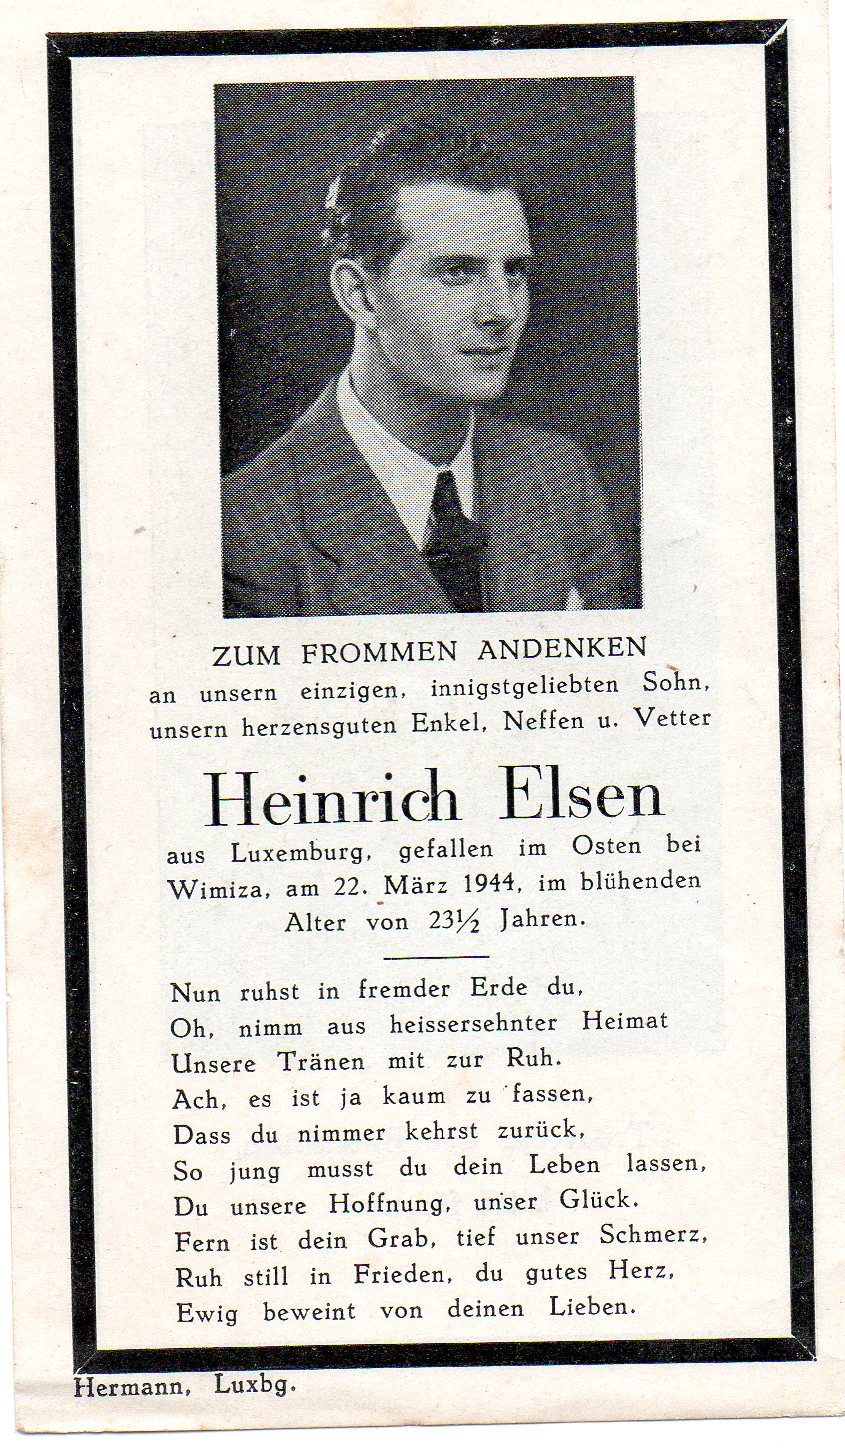 ZUM FROMMEN ANDENKEN
an unsern einzigen, innigstgeliebten Sohn,
unsern herzensguten Enkel, Neffen u. Vetter
Heinrich Elsen
aus Luxemburg, gefallen im Osten bei
Wimiza, am 22. März 1944, im blühenden
Alter von 23½ Jahren.
Nun ruhst in fremder Erde du,
Oh, nimm aus heissersehnter Heimat
Unsere Tränen mit zur Ruh.
Ach, es ist ja kaum zu fassen,
Dass du nimmer kehrst zurück,
So jung musst du dein Leben lassen,
Du unsere Hoffnung, unser Glück.
Fern ist dein Grab, tief unser Schmerz,
Ruh still in Frieden, du gutes Herz,
Ewig beweint von deinen Lieben.
Hermann, Luxbg.